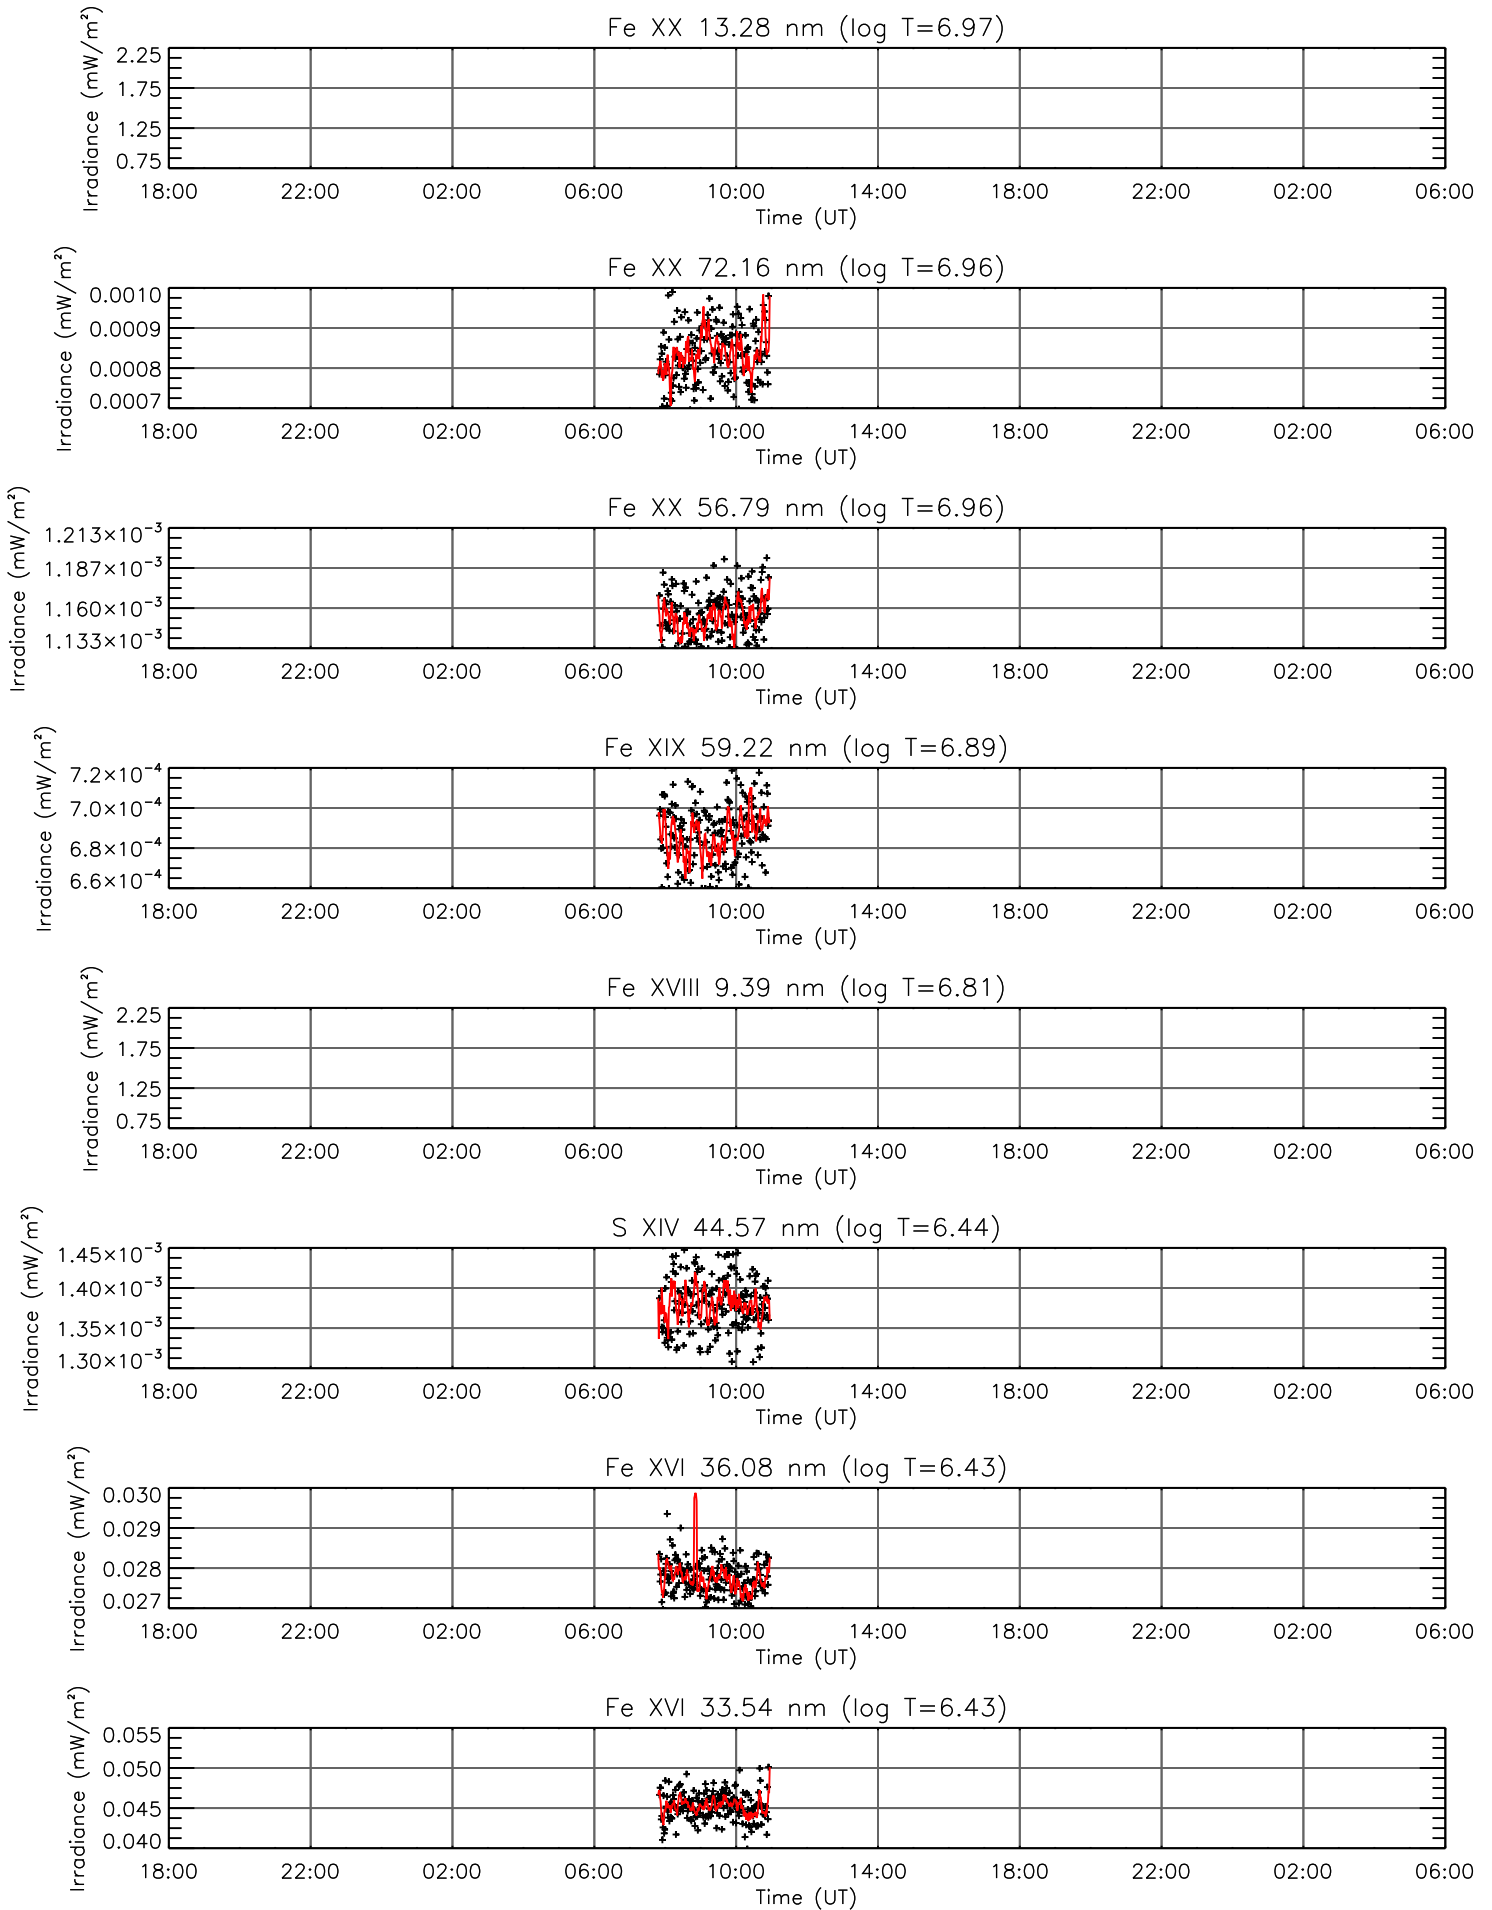 Fe XX 13.28 nm (log T=6.97)
Irradiance (mW/m²)
2.25
1.75
1.25
0.75
18:00 22:00 02:00 06:00 10:00 14:00 18:00 22:00 02:00 06:00
Time (UT)
Fe XX 72.16 nm (log T=6.96)
Irradiance (mW/m²)
0.0010
0.0009
0.0008
0.0007
18:00 22:00 02:00 06:00 10:00 14:00 18:00 22:00 02:00 06:00
Time (UT)
Fe XX 56.79 nm (log T=6.96)
Irradiance (mW/m²)
1.213×10⁻³
1.187×10⁻³
1.160×10⁻³
1.133×10⁻³
18:00 22:00 02:00 06:00 10:00 14:00 18:00 22:00 02:00 06:00
Time (UT)
Fe XIX 59.22 nm (log T=6.89)
Irradiance (mW/m²)
7.2×10⁻⁴
7.0×10⁻⁴
6.8×10⁻⁴
6.6×10⁻⁴
18:00 22:00 02:00 06:00 10:00 14:00 18:00 22:00 02:00 06:00
Time (UT)
Fe XVIII 9.39 nm (log T=6.81)
Irradiance (mW/m²)
2.25
1.75
1.25
0.75
18:00 22:00 02:00 06:00 10:00 14:00 18:00 22:00 02:00 06:00
Time (UT)
S XIV 44.57 nm (log T=6.44)
Irradiance (mW/m²)
1.45×10⁻³
1.40×10⁻³
1.35×10⁻³
1.30×10⁻³
18:00 22:00 02:00 06:00 10:00 14:00 18:00 22:00 02:00 06:00
Time (UT)
Fe XVI 36.08 nm (log T=6.43)
Irradiance (mW/m²)
0.030
0.029
0.028
0.027
18:00 22:00 02:00 06:00 10:00 14:00 18:00 22:00 02:00 06:00
Time (UT)
Fe XVI 33.54 nm (log T=6.43)
Irradiance (mW/m²)
0.055
0.050
0.045
0.040
18:00 22:00 02:00 06:00 10:00 14:00 18:00 22:00 02:00 06:00
Time (UT)